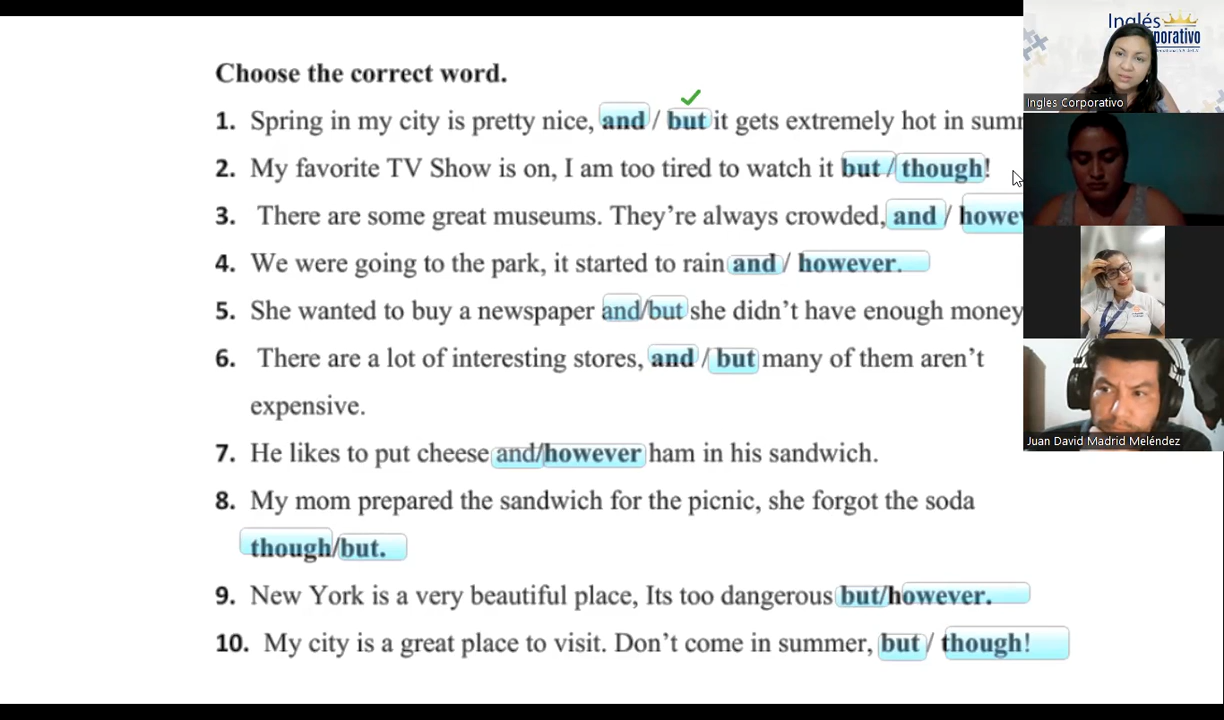 Choose the correct word.
1. Spring in my city is pretty nice, and / but it gets extremely hot in
2. My favorite TV Show is on, I am too tired to watch it but / though!
3. There are some great museums. They're always crowded, and /
4. We were going to the park, it started to rain and / however.
5. She wanted to buy a newspaper and/but she didn't have enough money
6. There are a lot of interesting stores, and / but many of them aren't
expensive.
7. He likes to put cheese and/however ham in his sandwich.
8. My mom prepared the sandwich for the picnic, she forgot the soda
though/but.
9. New York is a very beautiful place, Its too dangerous but/however.
10. My city is a great place to visit. Don't come in summer, but / though!
Inglés
Ingles Corporativo
Juan David Madrid Meléndez